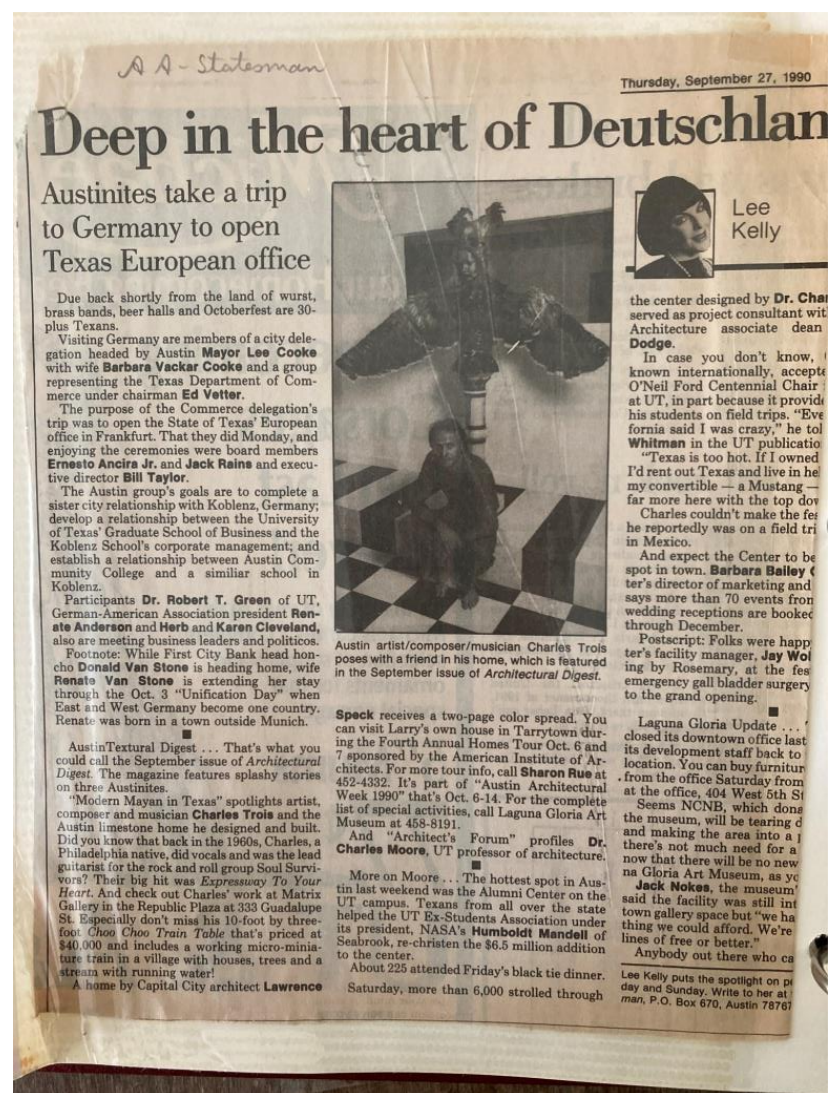 A A - Statesman
Thursday, September 27, 1990
Deep in the heart of Deutschlan
Austinites take a trip
to Germany to open
Texas European office
Due back shortly from the land of wurst,
brass bands, beer halls and Octoberfest are 30-
plus Texans.
Visiting Germany are members of a city dele-
gation headed by Austin Mayor Lee Cooke
with wife Barbara Vackar Cooke and a group
representing the Texas Department of Com-
merce under chairman Ed Vetter.
The purpose of the Commerce delegation's
trip was to open the State of Texas' European
office in Frankfurt. That they did Monday, and
enjoying the ceremonies were board members
Ernesto Ancira Jr. and Jack Rains and execu-
tive director Bill Taylor.
The Austin group's goals are to complete a
sister city relationship with Koblenz, Germany;
develop a relationship between the University
of Texas' Graduate School of Business and the
Koblenz School's corporate management; and
establish a relationship between Austin Com-
munity College and a similiar school in
Koblenz.
Participants Dr. Robert T. Green of UT,
German-American Association president Ren-
ate Anderson and Herb and Karen Cleveland,
also are meeting business leaders and politicos.
Footnote: While First City Bank head hon-
cho Donald Van Stone is heading home, wife
Renate Van Stone is extending her stay
through the Oct. 3 "Unification Day" when
East and West Germany become one country.
Renate was born in a town outside Munich.
AustinTextural Digest . . . That's what you
could call the September issue of Architectural
Digest. The magazine features splashy stories
on three Austinites.
"Modern Mayan in Texas" spotlights artist,
composer and musician Charles Trois and the
Austin limestone home he designed and built.
Did you know that back in the 1960s, Charles, a
Philadelphia native, did vocals and was the lead
guitarist for the rock and roll group Soul Survi-
vors? Their big hit was Expressway To Your
Heart. And check out Charles' work at Matrix
Gallery in the Republic Plaza at 333 Guadalupe
St. Especially don't miss his 10-foot by three-
foot Choo Choo Train Table that's priced at
$40,000 and includes a working micro-minia-
ture train in a village with houses, trees and a
stream with running water!
A home by Capital City architect Lawrence
Austin artist/composer/musician Charles Trois
poses with a friend in his home, which is featured
in the September issue of Architectural Digest.
Speck receives a two-page color spread. You
can visit Larry's own house in Tarrytown dur-
ing the Fourth Annual Homes Tour Oct. 6 and
7 sponsored by the American Institute of Ar-
chitects. For more tour info, call Sharon Rue at
452-4332. It's part of "Austin Architectural
Week 1990" that's Oct. 6-14. For the complete
list of special activities, call Laguna Gloria Art
Museum at 458-8191.
And "Architect's Forum" profiles Dr.
Charles Moore, UT professor of architecture.
More on Moore . . . The hottest spot in Aus-
tin last weekend was the Alumni Center on the
UT campus. Texans from all over the state
helped the UT Ex-Students Association under
its president, NASA's Humboldt Mandell of
Seabrook, re-christen the $6.5 million addition
to the center.
About 225 attended Friday's black tie dinner.
Saturday, more than 6,000 strolled through
Lee
Kelly
the center designed by Dr. Char
served as project consultant wit
Architecture associate dean
Dodge.
In case you don't know,
known internationally, accepte
O'Neil Ford Centennial Chair
at UT, in part because it provide
his students on field trips. "Eve
fornia said I was crazy," he tol
Whitman in the UT publicatio
"Texas is too hot. If I owned
I'd rent out Texas and live in he
my convertible — a Mustang —
far more here with the top dow
Charles couldn't make the fes
he reportedly was on a field tri
in Mexico.
And expect the Center to be
spot in town. Barbara Bailey
ter's director of marketing and
says more than 70 events from
wedding receptions are booked
through December.
Postscript: Folks were happ
ter's facility manager, Jay Wol
ing by Rosemary, at the fes
emergency gall bladder surgery
to the grand opening.
Laguna Gloria Update . . .
closed its downtown office last
its development staff back to
location. You can buy furnitur
from the office Saturday from
at the office, 404 West 5th St
Seems NCNB, which dona
the museum, will be tearing d
and making the area into a p
there's not much need for a
now that there will be no new
na Gloria Art Museum, as yo
Jack Nokes, the museum'
said the facility was still int
town gallery space but "we ha
thing we could afford. We're
lines of free or better."
Anybody out there who ca
Lee Kelly puts the spotlight on pe
day and Sunday. Write to her at
man, P.O. Box 670, Austin 78767